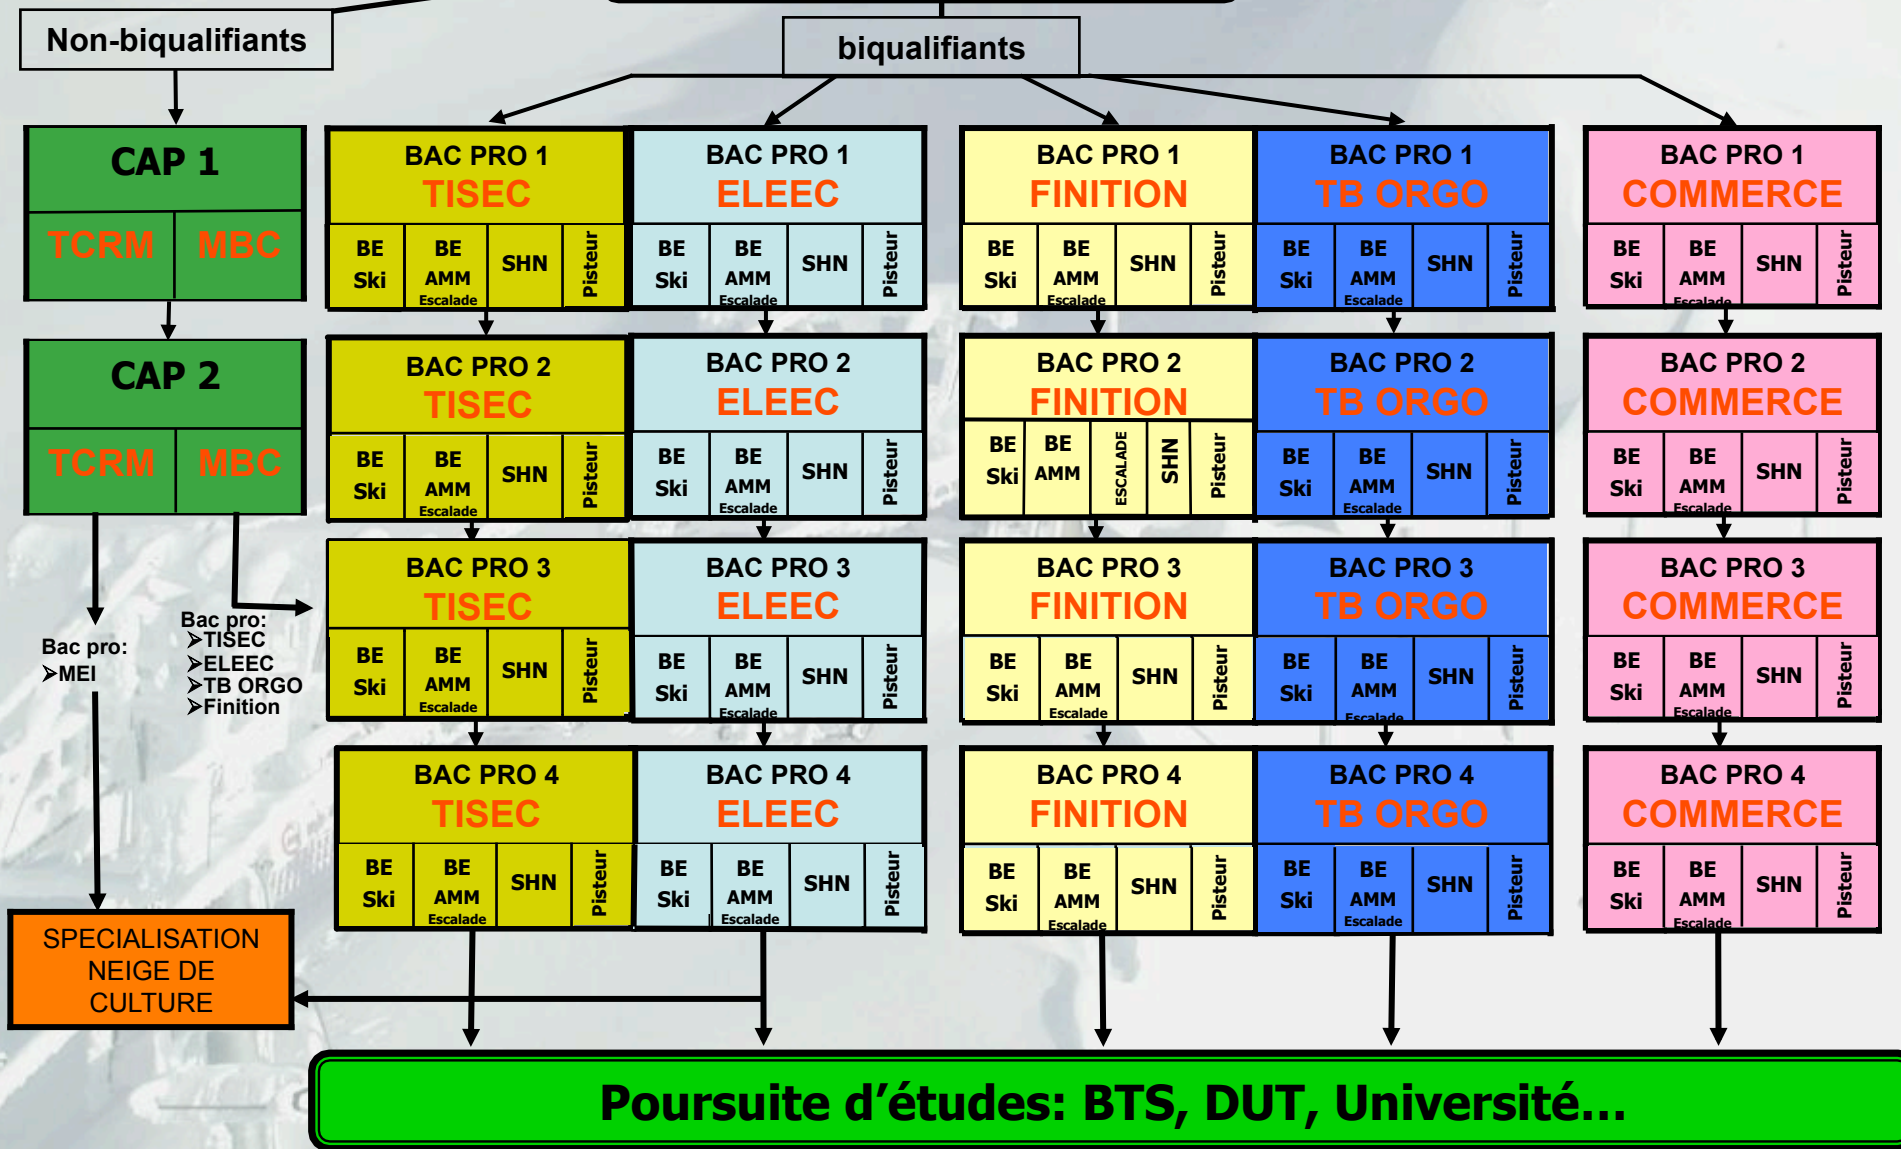 Non-biqualifiants
biqualifiants
CAP 1
TCRM MBC
BAC PRO 1
TISEC
BE Ski
BE AMM Escalade
SHN
Pisteur
BAC PRO 1
ELEEC
BE Ski
BE AMM Escalade
SHN
Pisteur
BAC PRO 1
FINITION
BE Ski
BE AMM Escalade
SHN
Pisteur
BAC PRO 1
TB ORGO
BE Ski
BE AMM Escalade
SHN
Pisteur
BAC PRO 1
COMMERCE
BE Ski
BE AMM Escalade
SHN
Pisteur
CAP 2
TCRM MBC
BAC PRO 2
TISEC
BE Ski
BE AMM Escalade
SHN
Pisteur
BAC PRO 2
ELEEC
BE Ski
BE AMM Escalade
SHN
Pisteur
BAC PRO 2
FINITION
BE Ski
BE AMM
ESCALADE
SHN
Pisteur
BAC PRO 2
TB ORGO
BE Ski
BE AMM Escalade
SHN
Pisteur
BAC PRO 2
COMMERCE
BE Ski
BE AMM Escalade
SHN
Pisteur
Bac pro:
➢MEI
Bac pro:
➢TISEC
➢ELEEC
➢TB ORGO
➢Finition
BAC PRO 3
TISEC
BE Ski
BE AMM Escalade
SHN
Pisteur
BAC PRO 3
ELEEC
BE Ski
BE AMM Escalade
SHN
Pisteur
BAC PRO 3
FINITION
BE Ski
BE AMM Escalade
SHN
Pisteur
BAC PRO 3
TB ORGO
BE Ski
BE AMM Escalade
SHN
Pisteur
BAC PRO 3
COMMERCE
BE Ski
BE AMM Escalade
SHN
Pisteur
BAC PRO 4
TISEC
BE Ski
BE AMM Escalade
SHN
Pisteur
BAC PRO 4
ELEEC
BE Ski
BE AMM Escalade
SHN
Pisteur
BAC PRO 4
FINITION
BE Ski
BE AMM Escalade
SHN
Pisteur
BAC PRO 4
TB ORGO
BE Ski
BE AMM Escalade
SHN
Pisteur
BAC PRO 4
COMMERCE
BE Ski
BE AMM Escalade
SHN
Pisteur
SPECIALISATION
NEIGE DE
CULTURE
Poursuite d’études: BTS, DUT, Université...